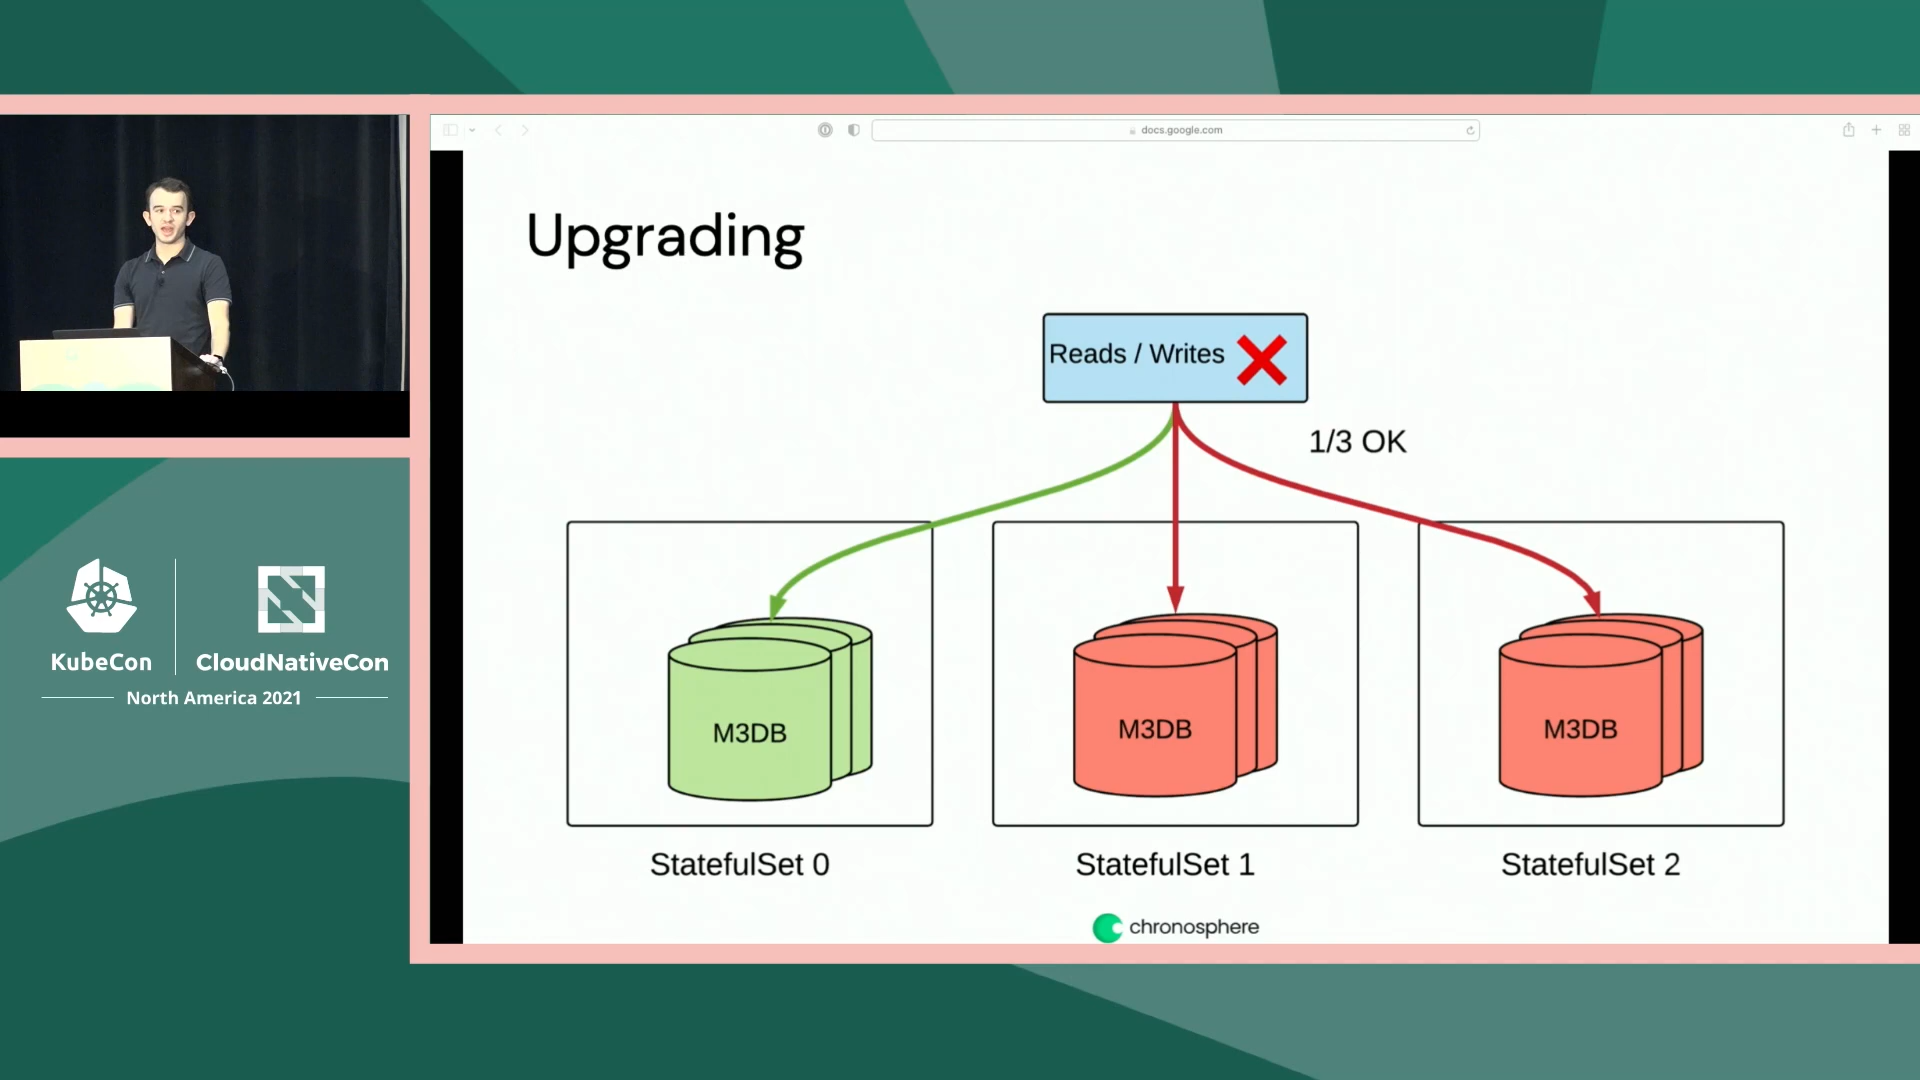 docs.google.com
Upgrading
Reads / Writes
1/3 OK
M3DB
M3DB
M3DB
StatefulSet 0
StatefulSet 1
StatefulSet 2
chronosphere
KubeCon
CloudNativeCon
North America 2021